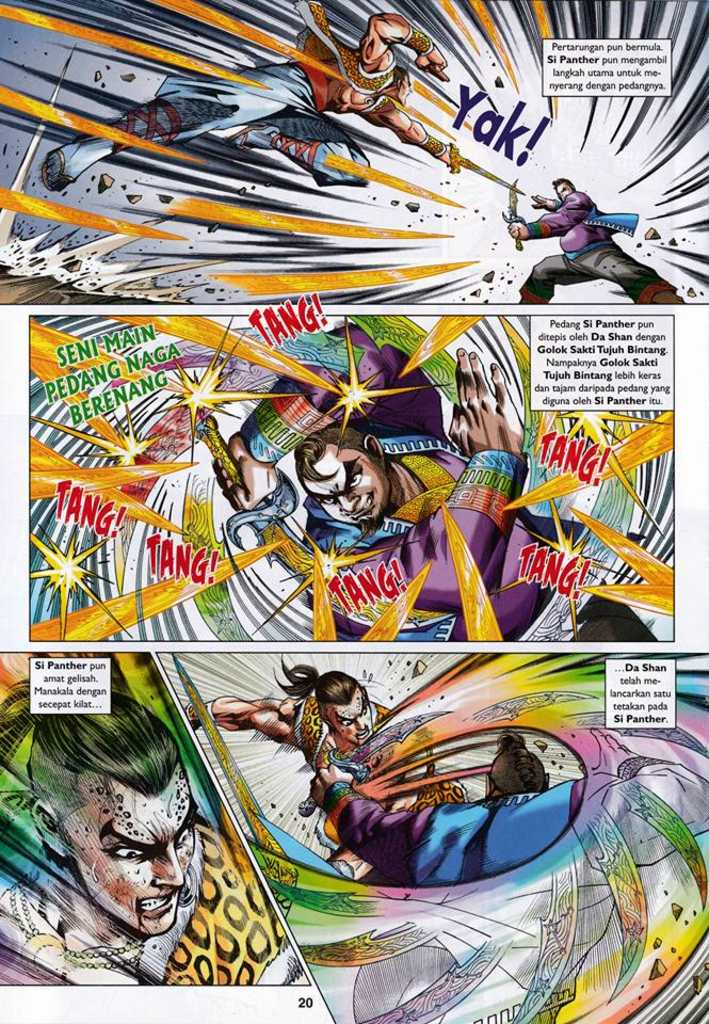 Pertarungan pun bermula.
Si Panther pun mengambil
langkah utama untuk me-
nyerang dengan pedangnya.
Yak!
SENI MAIN
PEDANG NAGA
BERENANG
TANG!
Pedang Si Panther pun
ditepis oleh Da Shan dengan
Golok Sakti Tujuh Bintang.
Nampaknya Golok Sakti
Tujuh Bintang lebih keras
dan tajam daripada pedang yang
diguna oleh Si Panther itu.
TANG!
TANG!
TANG!
TANG!
TANG!
Si Panther pun
amat gelisah.
Manakala dengan
secepat kilat...
...Da Shan
telah me-
lancarkan satu
tetakan pada
Si Panther.
20